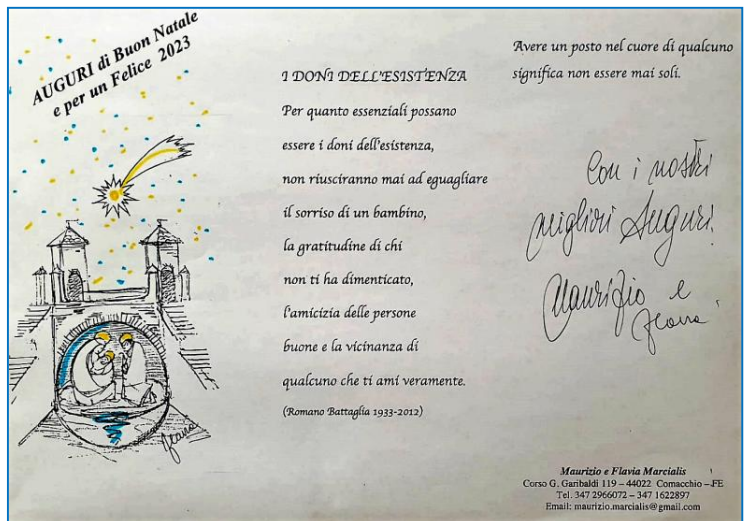 AUGURI di Buon Natale
e per un Felice 2023
Flavia
I DONI DELL'ESISTENZA
Per quanto essenziali possano
essere i doni dell'esistenza,
non riusciranno mai ad eguagliare
il sorriso di un bambino,
la gratitudine di chi
non ti ha dimenticato,
l'amicizia delle persone
buone e la vicinanza di
qualcuno che ti ami veramente.
(Romano Battaglia 1933-2012)
Avere un posto nel cuore di qualcuno
significa non essere mai soli.
Con i nostri
migliori Auguri.
Maurizio e
Flavia
Maurizio e Flavia Marcialis
Corso G. Garibaldi 119 – 44022 Comacchio – FE
Tel. 347 2966072 – 347 1622897
Email: maurizio.marcialis@gmail.com